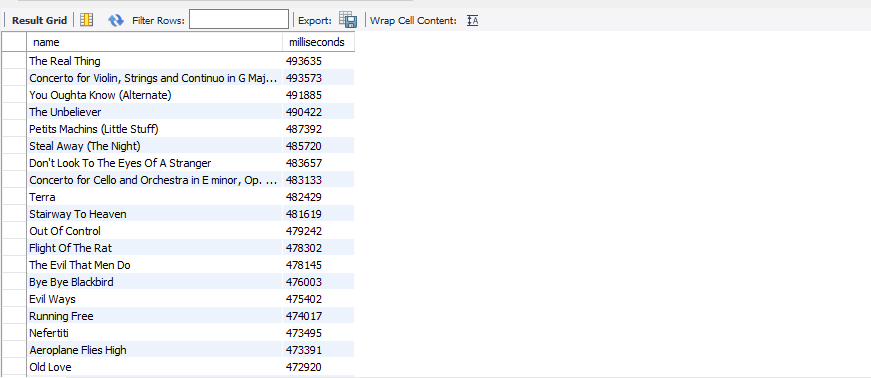 Result Grid Filter Rows: Export: Wrap Cell Content:
name milliseconds
The Real Thing 493635
Concerto for Violin, Strings and Continuo in G Maj... 493573
You Oughta Know (Alternate) 491885
The Unbeliever 490422
Petits Machins (Little Stuff) 487392
Steal Away (The Night) 485720
Don't Look To The Eyes Of A Stranger 483657
Concerto for Cello and Orchestra in E minor, Op. ... 483133
Terra 482429
Stairway To Heaven 481619
Out Of Control 479242
Flight Of The Rat 478302
The Evil That Men Do 478145
Bye Bye Blackbird 476003
Evil Ways 475402
Running Free 474017
Nefertiti 473495
Aeroplane Flies High 473391
Old Love 472920